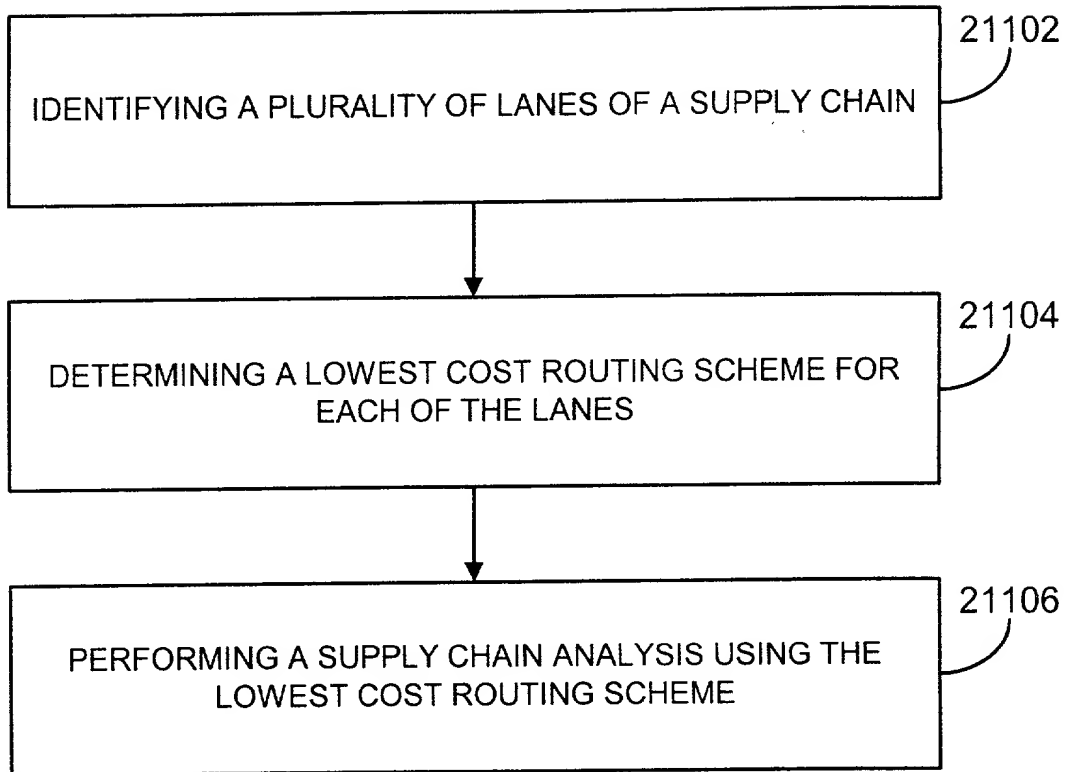 21102
IDENTIFYING A PLURALITY OF LANES OF A SUPPLY CHAIN
21104
DETERMINING A LOWEST COST ROUTING SCHEME FOR
EACH OF THE LANES
21106
PERFORMING A SUPPLY CHAIN ANALYSIS USING THE
LOWEST COST ROUTING SCHEME